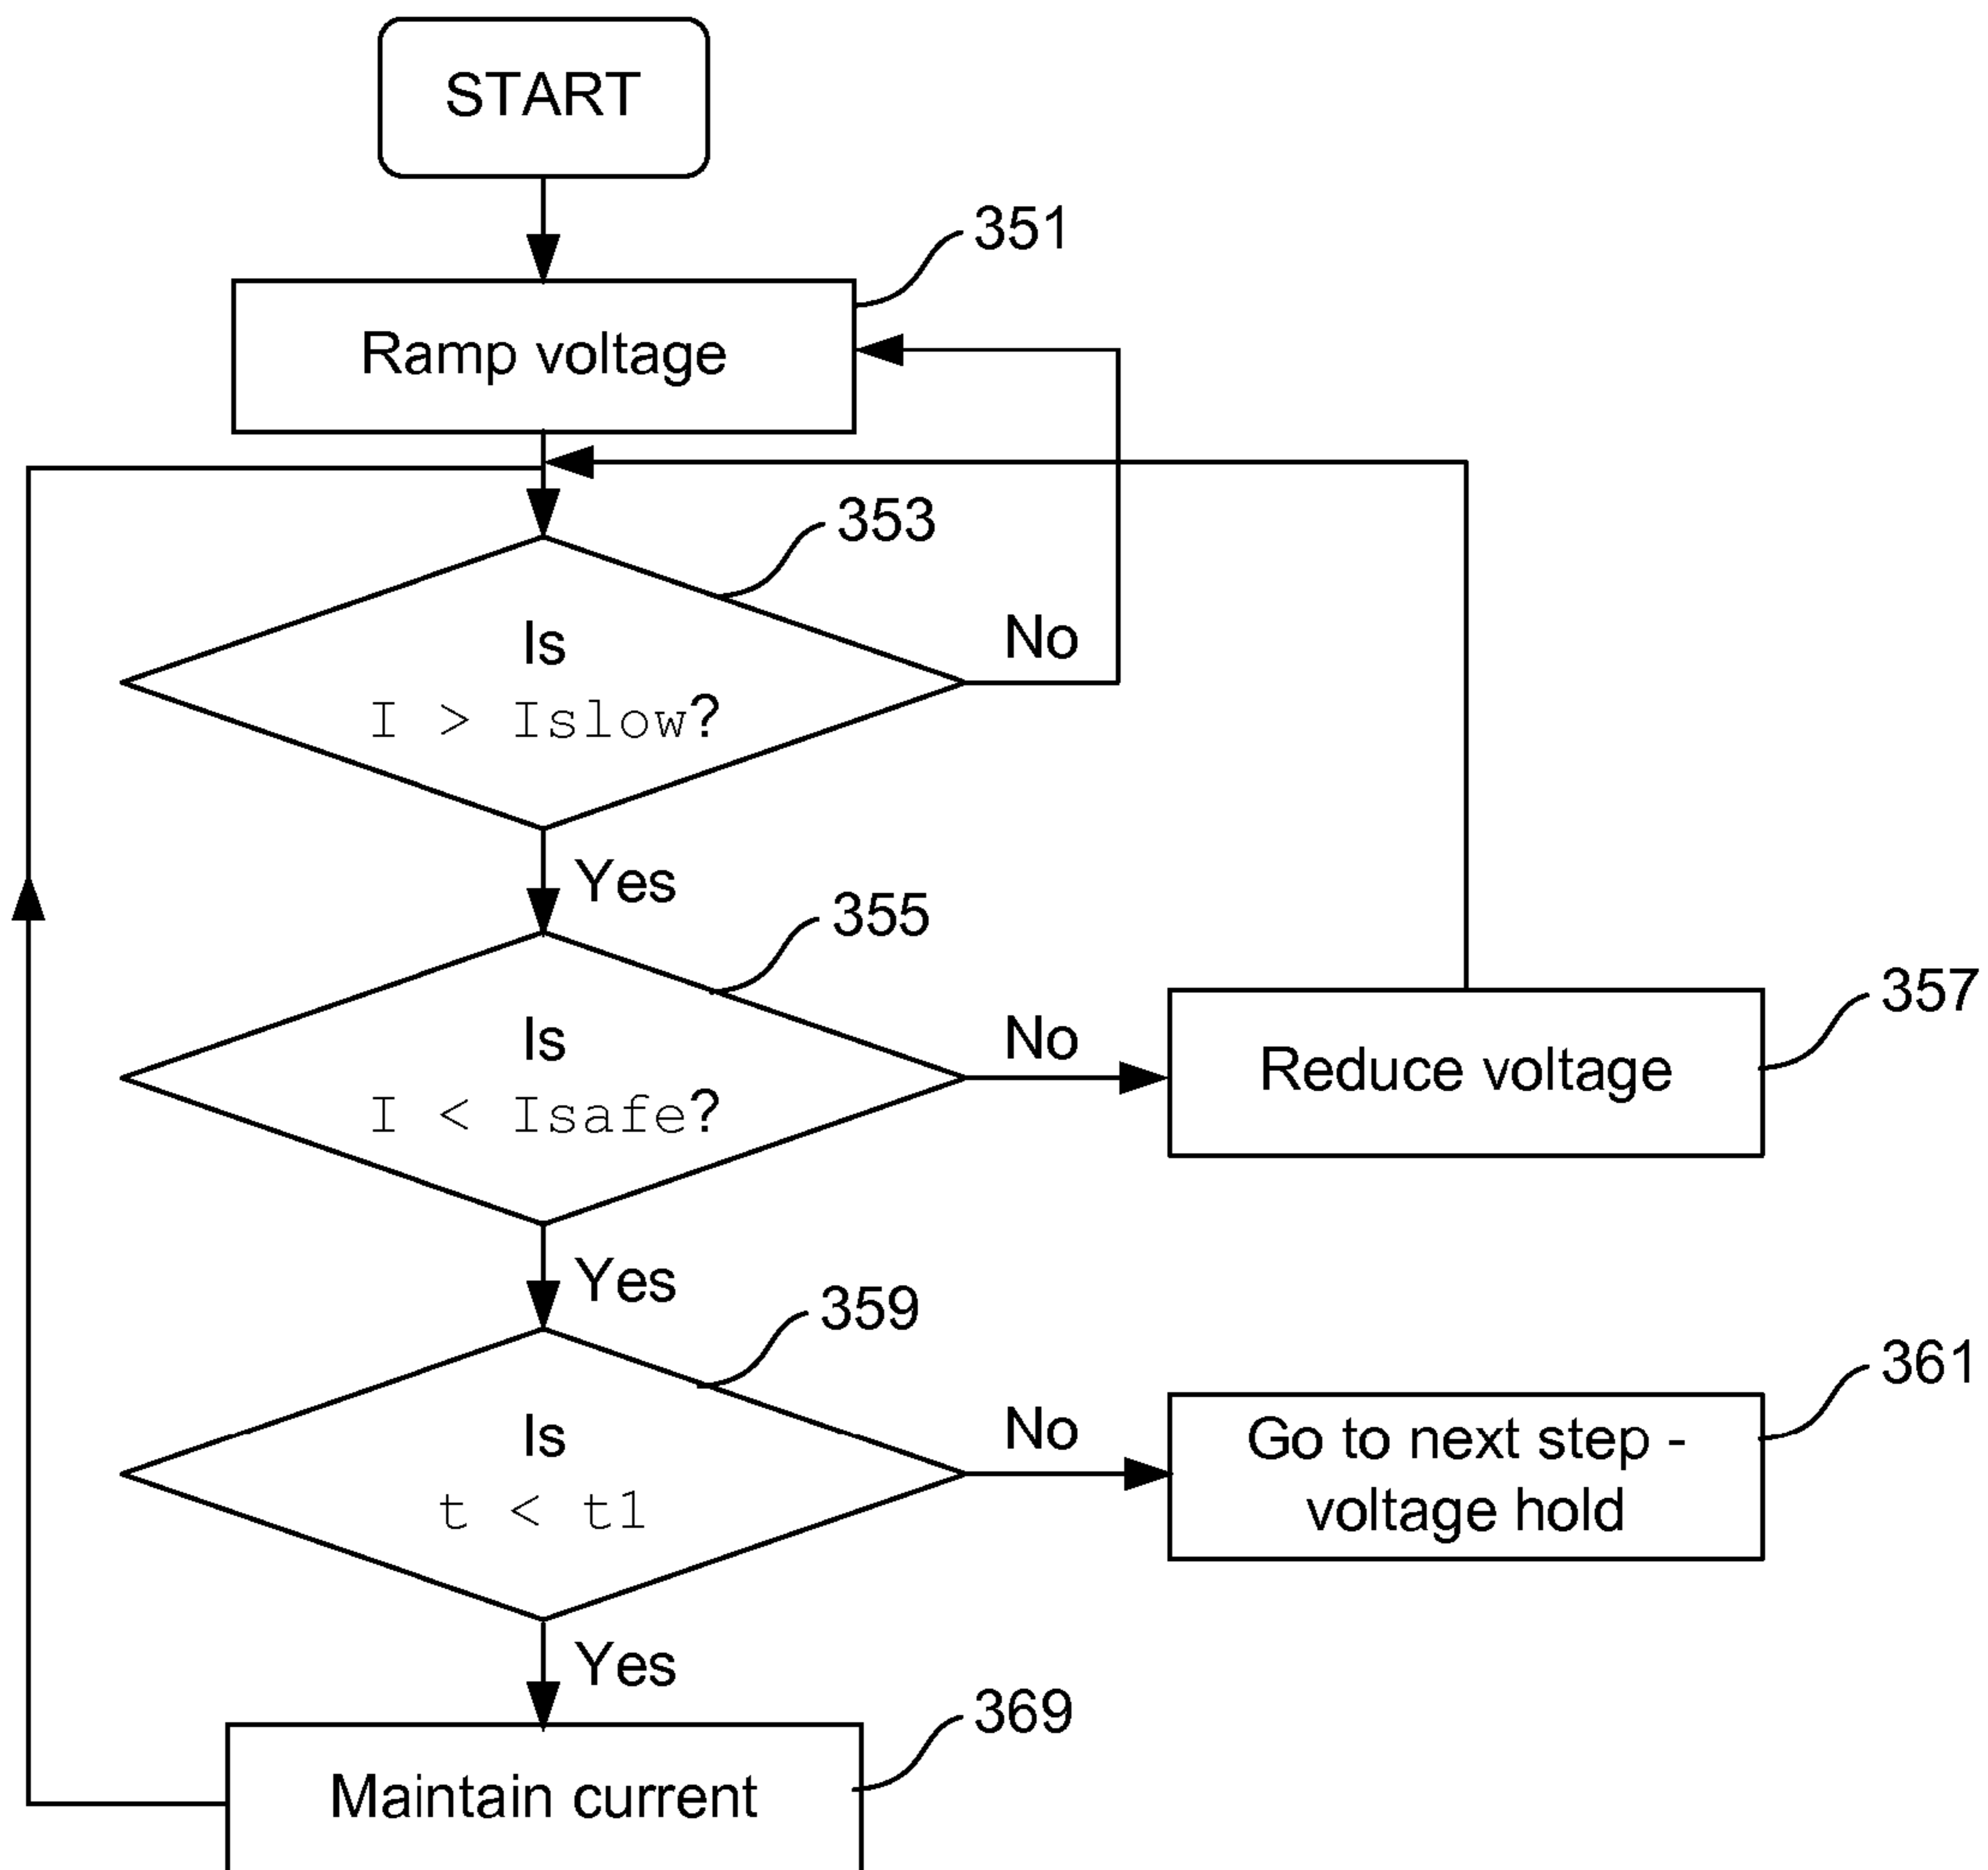 START
351
Ramp voltage
353
Is
I > Islow?
No
Yes
355
Is
I < Isafe?
No
357
Reduce voltage
Yes
359
Is
t < t1
No
361
Go to next step -
voltage hold
Yes
369
Maintain current